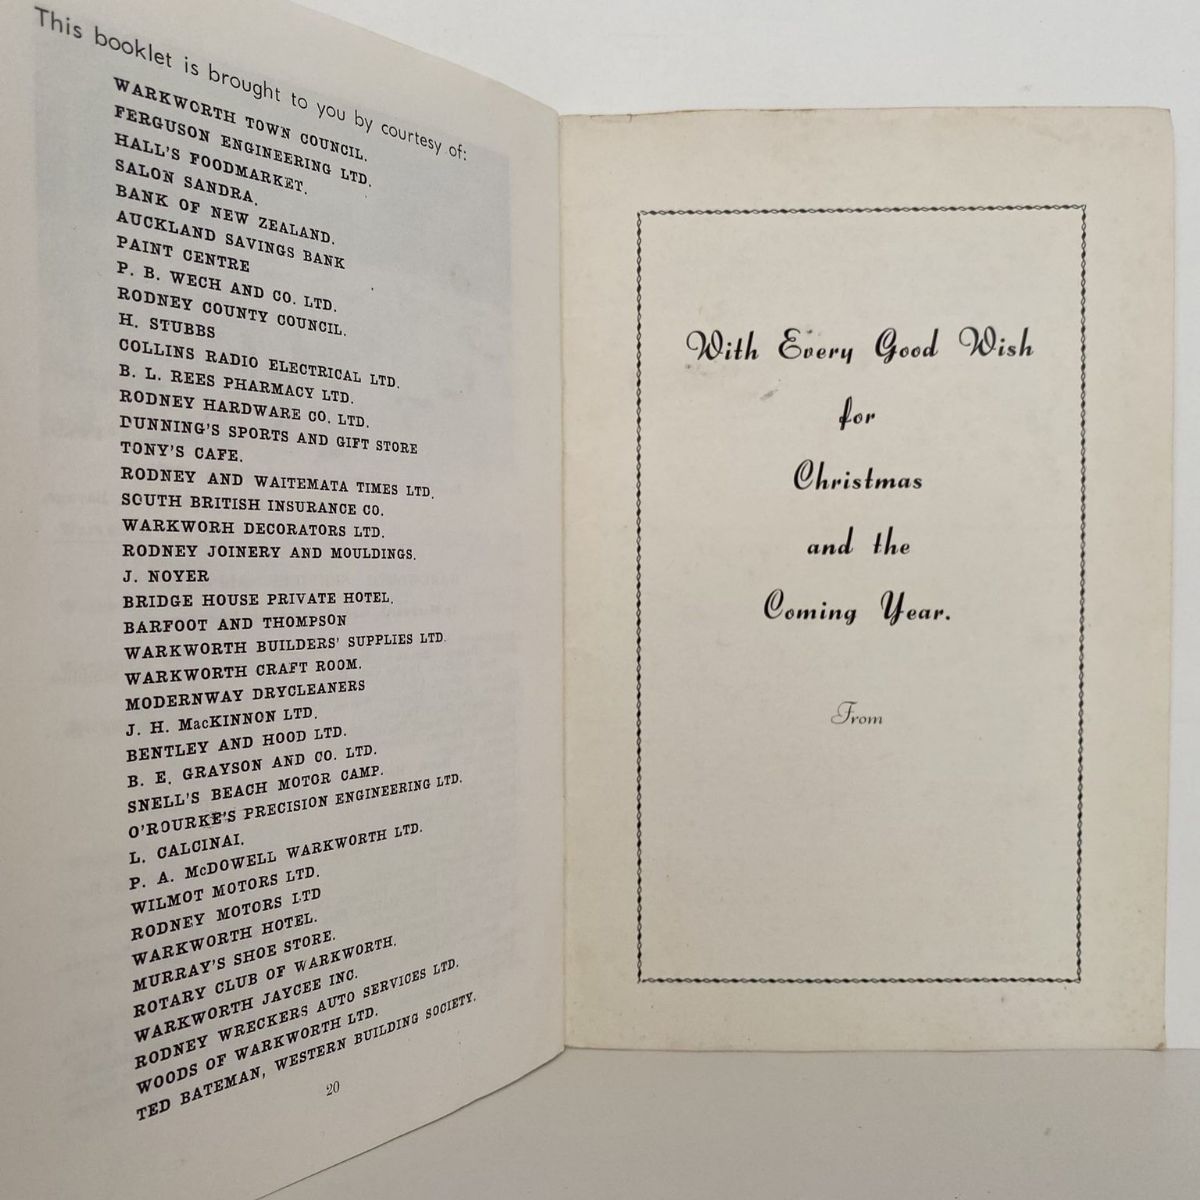 This booklet is brought to you by courtesy of:
WARKWORTH TOWN COUNCIL.
FERGUSON ENGINEERING LTD.
HALL'S FOODMARKET.
SALON SANDRA.
BANK OF NEW ZEALAND.
AUCKLAND SAVINGS BANK
PAINT CENTRE
P. B. WECH AND CO. LTD.
RODNEY COUNTY COUNCIL.
H. STUBBS
COLLINS RADIO ELECTRICAL LTD.
B. L. REES PHARMACY LTD.
RODNEY HARDWARE CO. LTD.
DUNNING'S SPORTS AND GIFT STORE
TONY'S CAFE.
RODNEY AND WAITEMATA TIMES LTD.
SOUTH BRITISH INSURANCE CO.
WARKWORH DECORATORS LTD.
RODNEY JOINERY AND MOULDINGS.
J. NOYER
BRIDGE HOUSE PRIVATE HOTEL.
BARFOOT AND THOMPSON
WARKWORTH BUILDERS' SUPPLIES LTD.
WARKWORTH CRAFT ROOM.
MODERNWAY DRYCLEANERS
J. H. MacKINNON LTD.
BENTLEY AND HOOD LTD.
B. E. GRAYSON AND CO. LTD.
SNELL'S BEACH MOTOR CAMP.
O'ROURKE'S PRECISION ENGINEERING LTD.
L. CALCINAI.
P. A. McDOWELL WARKWORTH LTD.
WILMOT MOTORS LTD.
RODNEY MOTORS LTD
WARKWORTH HOTEL.
MURRAY'S SHOE STORE.
ROTARY CLUB OF WARKWORTH.
WARKWORTH JAYCEE INC.
RODNEY WRECKERS AUTO SERVICES LTD.
WOODS OF WARKWORTH LTD.
TED BATEMAN, WESTERN BUILDING SOCIETY.
20
With Every Good Wish
for
Christmas
and the
Coming Year.
From